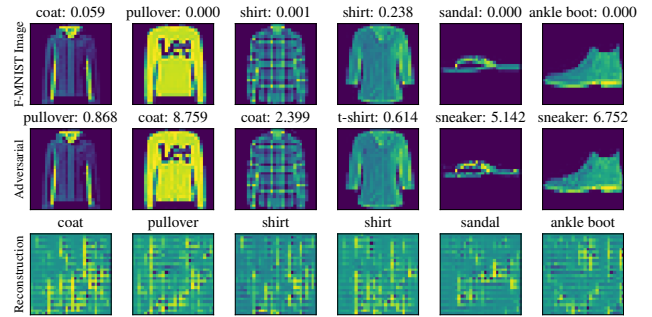 coat: 0.059 pullover: 0.000 shirt: 0.001 shirt: 0.238 sandal: 0.000 ankle boot: 0.000
F-MNIST Image
Lee
pullover: 0.868 coat: 8.759 coat: 2.399 t-shirt: 0.614 sneaker: 5.142 sneaker: 6.752
Adversarial
Lee
coat pullover shirt shirt sandal ankle boot
Reconstruction